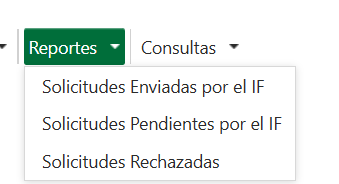 Reportes Consultas
Solicitudes Enviadas por el IF
Solicitudes Pendientes por el IF
Solicitudes Rechazadas